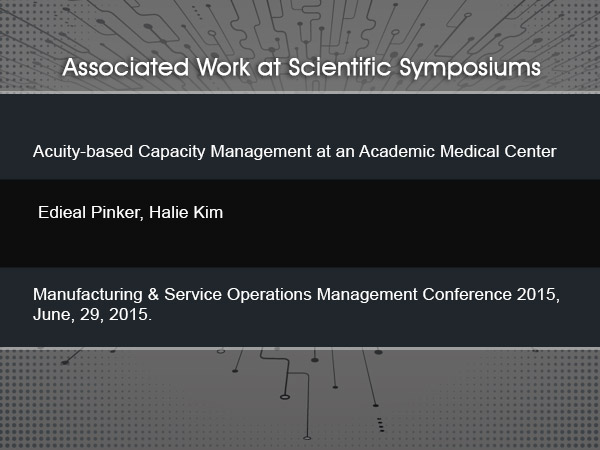 Associated Work at Scientific Symposiums
Acuity-based Capacity Management at an Academic Medical Center
Edieal Pinker, Halie Kim
Manufacturing & Service Operations Management Conference 2015,
June, 29, 2015.